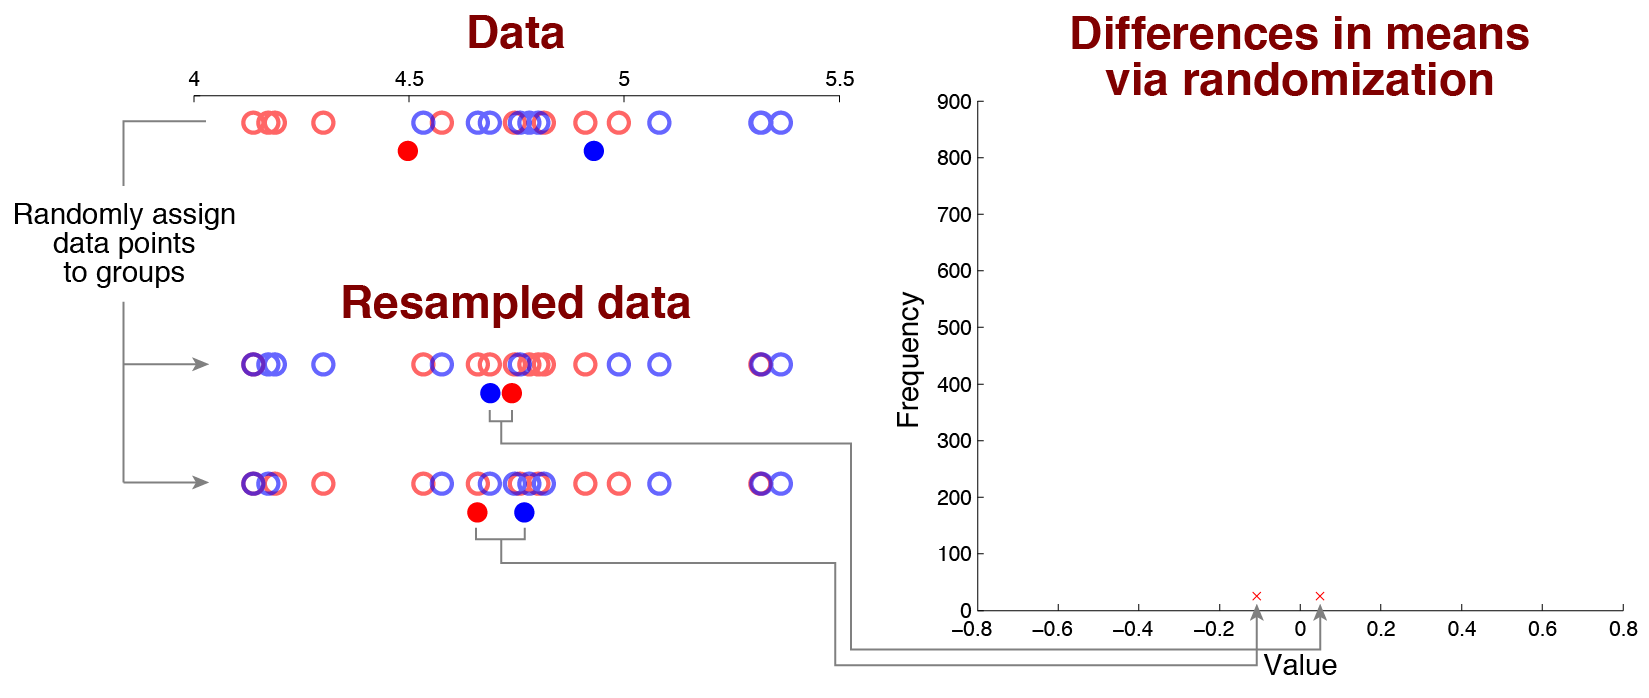 Data
4 4.5 5 5.5
Randomly assign
data points
to groups
Resampled data
Differences in means
via randomization
900
800
700
600
500
400
300
200
100
0
Frequency
−0.8 −0.6 −0.4 −0.2 0 0.2 0.4 0.6 0.8
Value